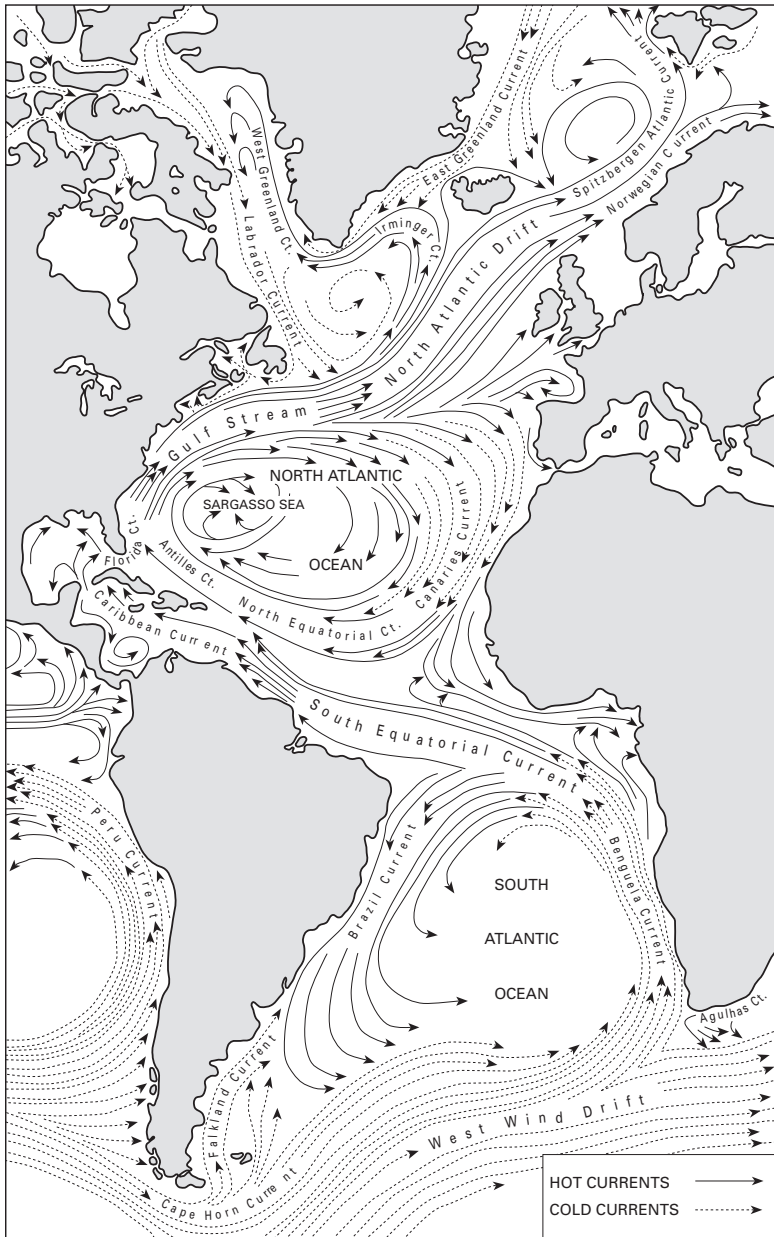 West Greenland Ct.
East Greenland Current
Spitzbergen Atlantic Current
Norwegian Current
Irminger Ct.
Labrador Current
North Atlantic Drift
Gulf Stream
NORTH ATLANTIC
SARGASSO SEA
OCEAN
Florida Ct.
Antilles Ct.
Canaries Current
North Equatorial Ct.
Caribbean Current
South Equatorial Current
Peru Current
Brazil Current
Benguela Current
SOUTH
ATLANTIC
OCEAN
Agulhas Ct.
Falkland Current
West Wind Drift
Cape Horn Current
HOT CURRENTS
COLD CURRENTS